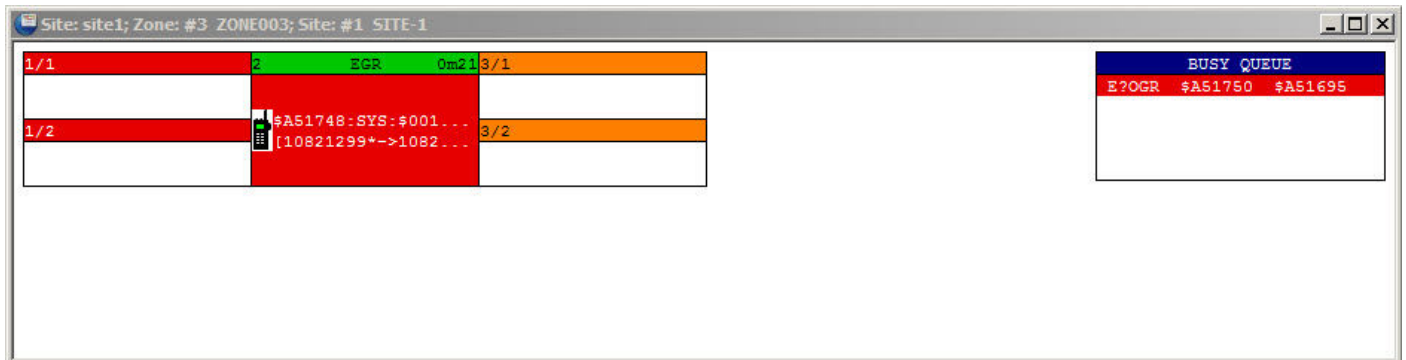 Site: site1; Zone: #3 ZONE003; Site: #1 SITE-1
1/1
2 EGR 0m21
3/1
$A51748:SYS:$001...
[10821299*->1082...
1/2
3/2
BUSY QUEUE
E?OGR $A51750 $A51695